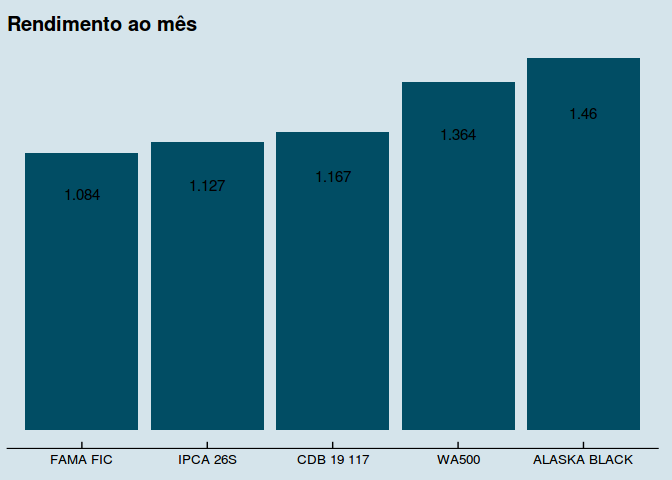 Rendimento ao mês
1.084
1.127
1.167
1.364
1.46
FAMA FIC
IPCA 26S
CDB 19 117
WA500
ALASKA BLACK